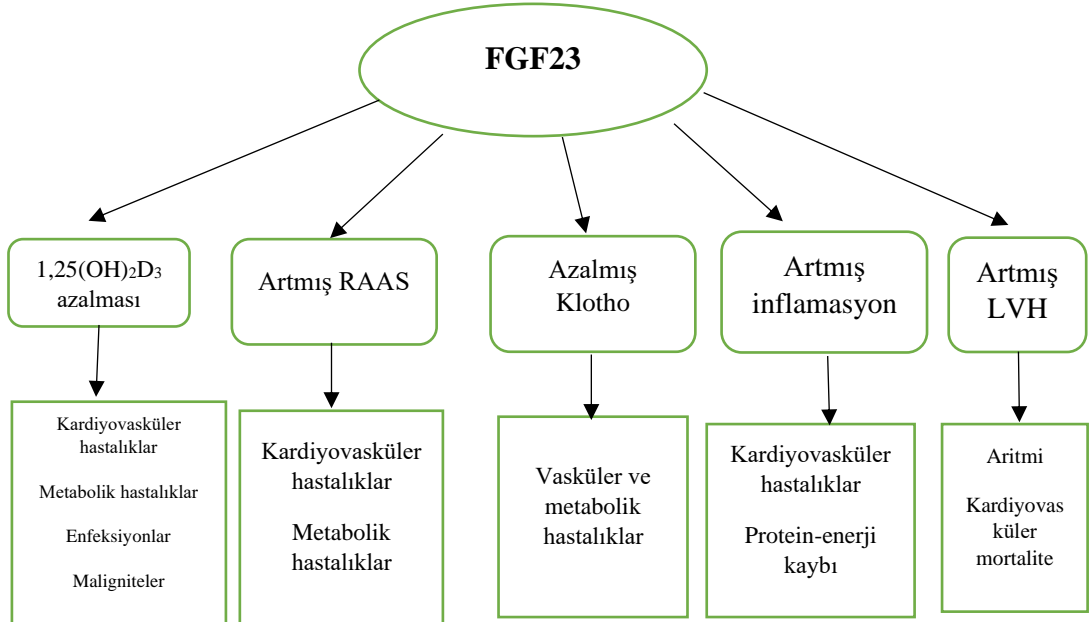 FGF23
1,25(OH)₂D₃
azalması
Artmış RAAS
Azalmış
Klotho
Artmış
inflamasyon
Artmış
LVH
Kardiyovasküler
hastalıklar
Metabolik hastalıklar
Enfeksiyonlar
Maligniteler
Kardiyovasküler
hastalıklar
Metabolik
hastalıklar
Vasküler ve
metabolik
hastalıklar
Kardiyovasküler
hastalıklar
Protein-enerji
kaybı
Aritmi
Kardiyovas
küler
mortalite